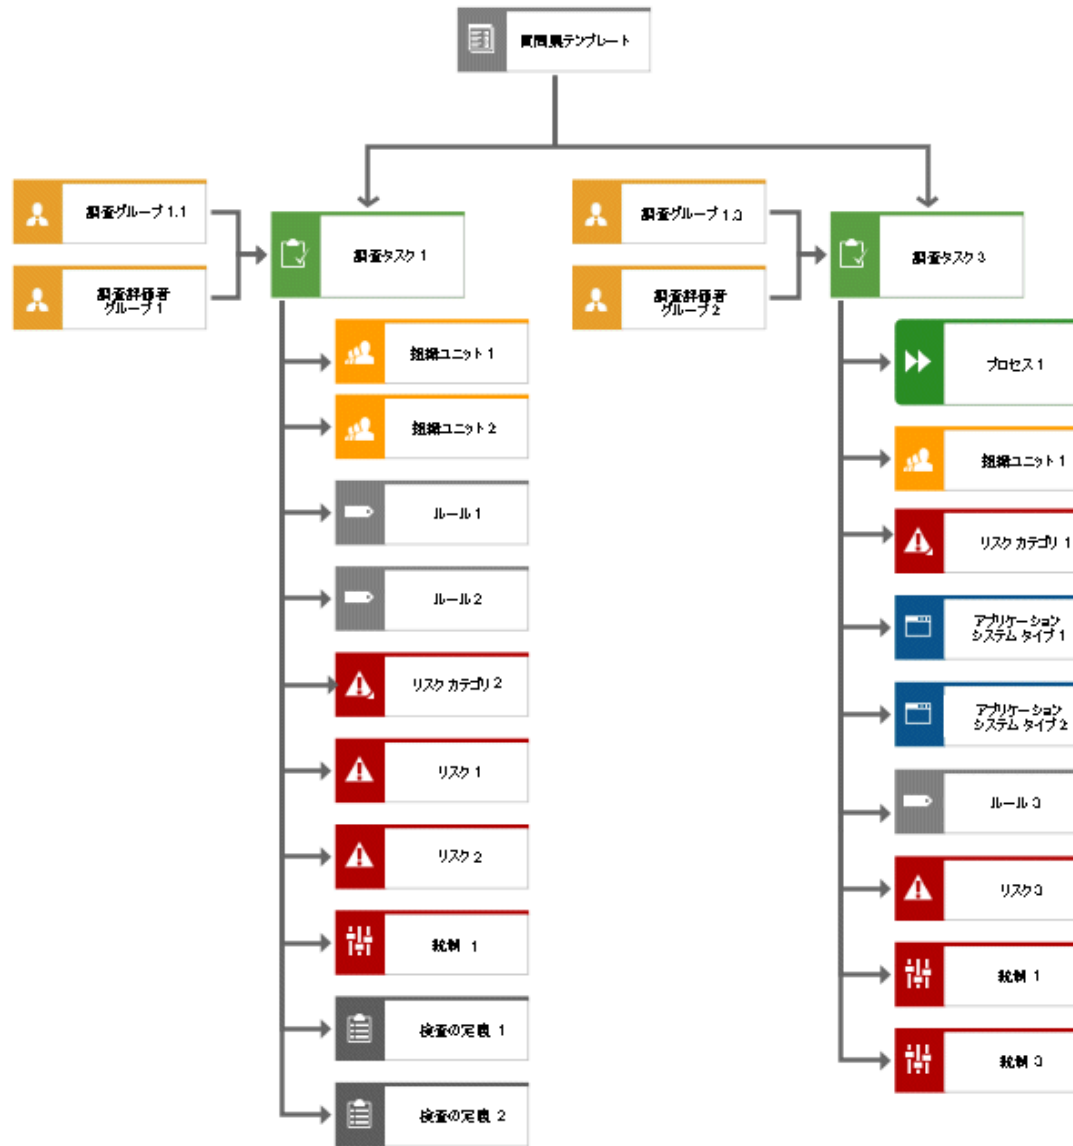 質問票テンプレート
調査グループ 1.1
調査評価者
グループ 1
調査タスク 1
組織ユニット 1
組織ユニット 2
ルール 1
ルール 2
リスク カテゴリ 2
リスク 1
リスク 2
統制 1
検査の定義 1
検査の定義 2
調査グループ 1.3
調査評価者
グループ 2
調査タスク 3
プロセス 1
組織ユニット 1
リスク カテゴリ 1
アプリケーション
システム タイプ 1
アプリケーション
システム タイプ 2
ルール 3
リスク 3
統制 1
統制 3